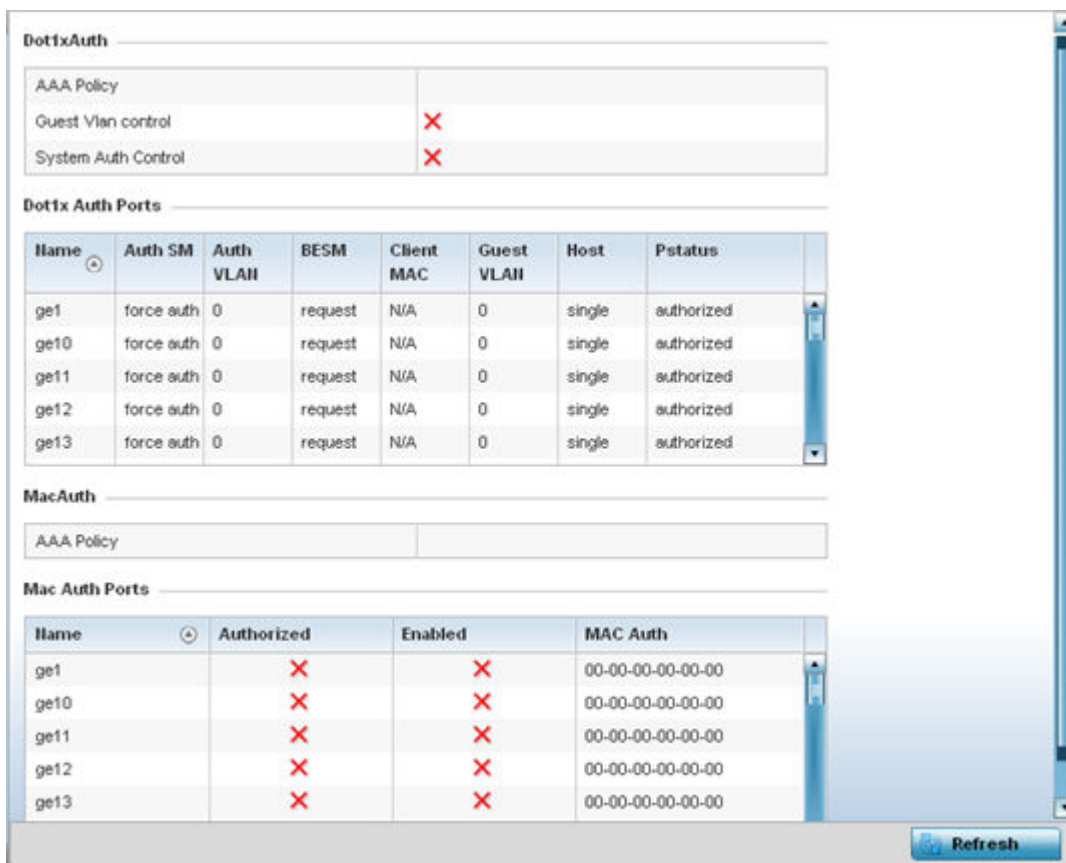 Dot1xAuth
AAA Policy
Guest Vlan control
System Auth Control
Dot1x Auth Ports
Name Auth SM Auth VLAN BESM Client MAC Guest VLAN Host Pstatus
ge1 force auth 0 request N/A 0 single authorized
ge10 force auth 0 request N/A 0 single authorized
ge11 force auth 0 request N/A 0 single authorized
ge12 force auth 0 request N/A 0 single authorized
ge13 force auth 0 request N/A 0 single authorized
MacAuth
AAA Policy
Mac Auth Ports
Name Authorized Enabled MAC Auth
ge1 00-00-00-00-00-00
ge10 00-00-00-00-00-00
ge11 00-00-00-00-00-00
ge12 00-00-00-00-00-00
ge13 00-00-00-00-00-00
Refresh